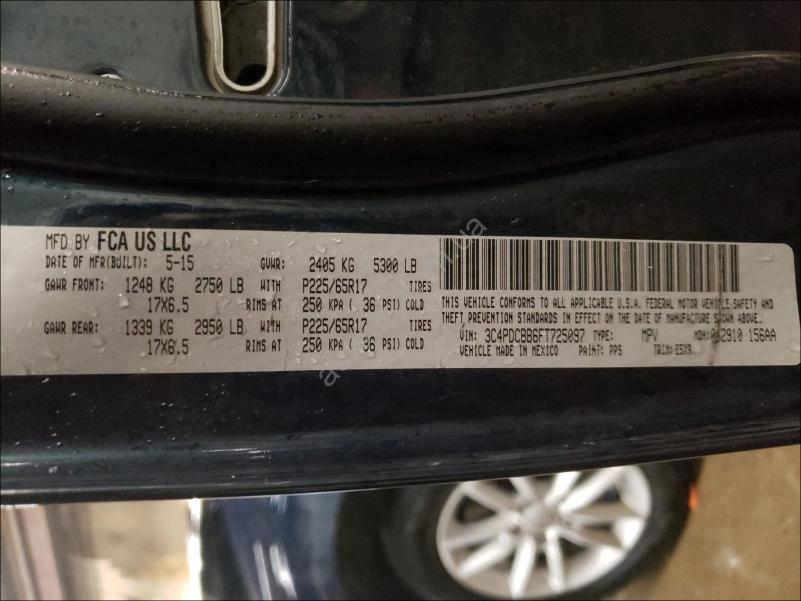 MFD BY FCA US LLC
DATE OF MFR(BUILT): 5-15 GVWR: 2405 KG 5300 LB
GAWR FRONT: 1248 KG 2750 LB WITH P225/65R17 TIRES
17X6.5 RIMS AT 250 KPA ( 36 PSI) COLD
GAWR REAR: 1339 KG 2950 LB WITH P225/65R17 TIRES
17X6.5 RIMS AT 250 KPA ( 36 PSI) COLD
THIS VEHICLE CONFORMS TO ALL APPLICABLE U.S.A. FEDERAL MOTOR VEHICLE SAFETY AND
THEFT PREVENTION STANDARDS IN EFFECT ON THE DATE OF MANUFACTURE SHOWN ABOVE.
VIN: 3C4PDCBB6FT725097 TYPE: MPV MDH: 156AA
VEHICLE MADE IN MEXICO PAINT: PPS TRIM: